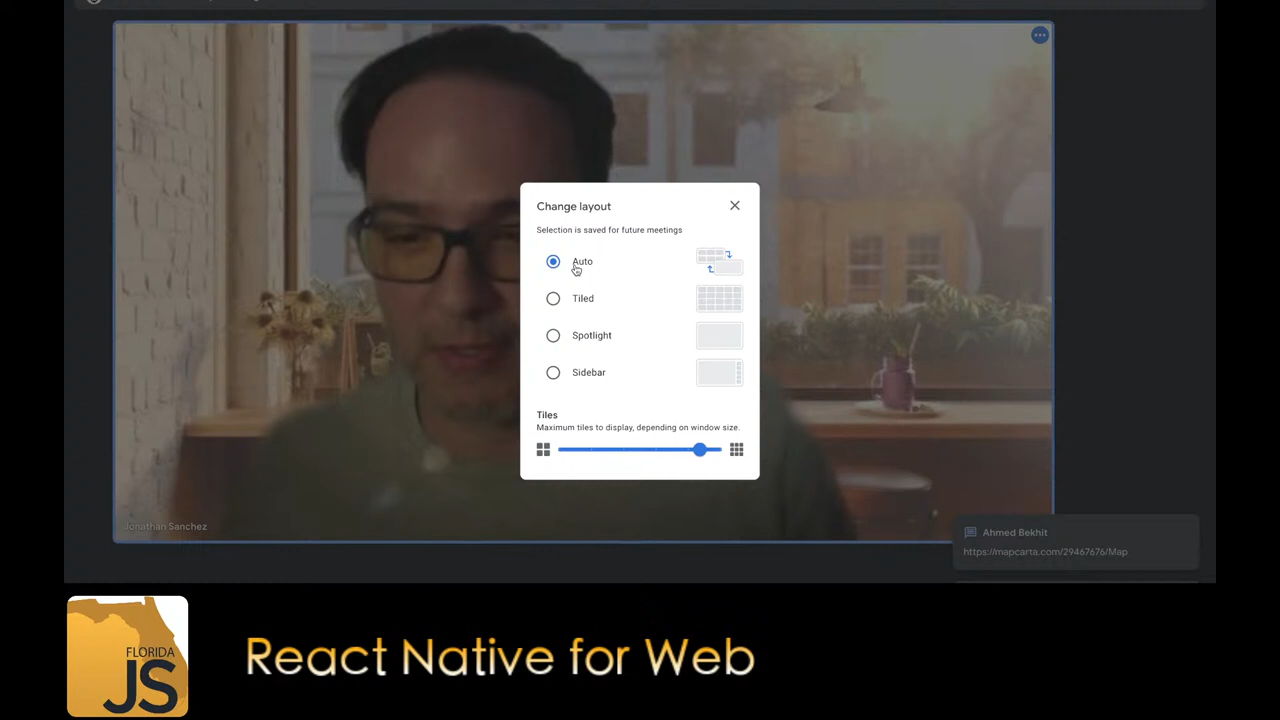 Change layout
Selection is saved for future meetings
Auto
Tiled
Spotlight
Sidebar
Tiles
Maximum tiles to display, depending on window size.
Jonathan Sanchez
Ahmed Bekhit
https://mapcarta.com/29467676/Map
FLORIDA
JS
React Native for Web